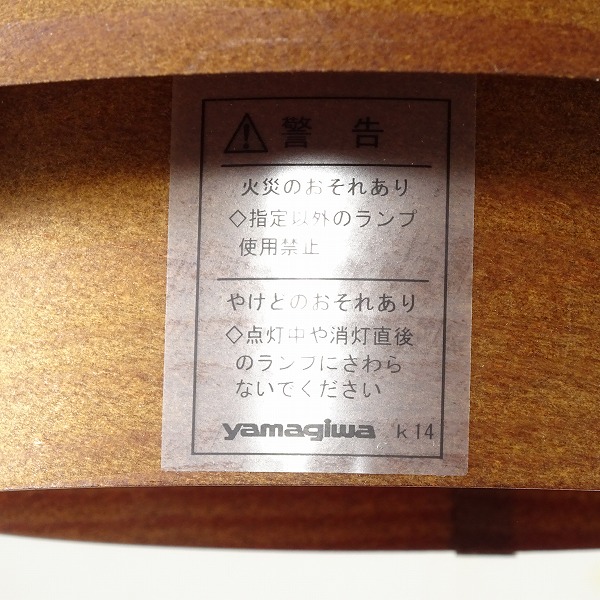 警告
火災のおそれあり
◇指定以外のランプ
使用禁止
やけどのおそれあり
◇点灯中や消灯直後
のランプにさわら
ないでください
yamagiwa k14